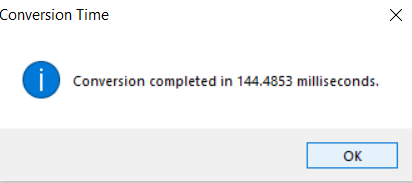 Conversion Time
Conversion completed in 144.4853 milliseconds.
OK